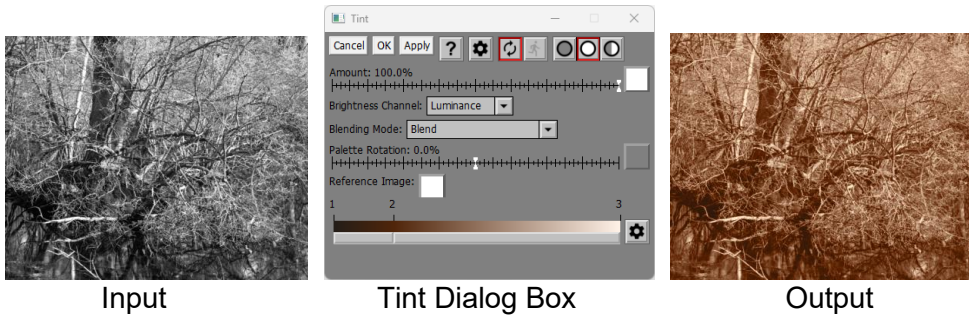 Tint
Cancel OK Apply ?
Amount: 100.0%
Brightness Channel: Luminance
Blending Mode: Blend
Palette Rotation: 0.0%
Reference Image:
1 2 3
Input Tint Dialog Box Output